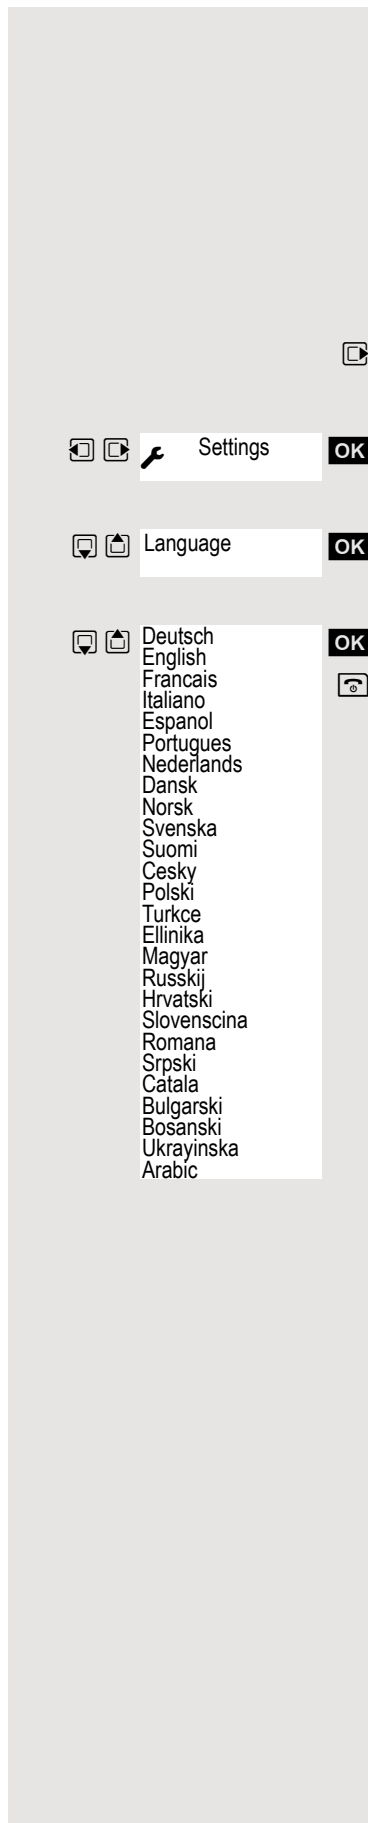 Settings OK
Language OK
Deutsch OK
English
Francais
Italiano
Espanol
Portugues
Nederlands
Dansk
Norsk
Svenska
Suomi
Cesky
Polski
Turkce
Ellinika
Magyar
Russkij
Hrvatski
Slovenscina
Romana
Srpski
Catala
Bulgarski
Bosanski
Ukrayinska
Arabic